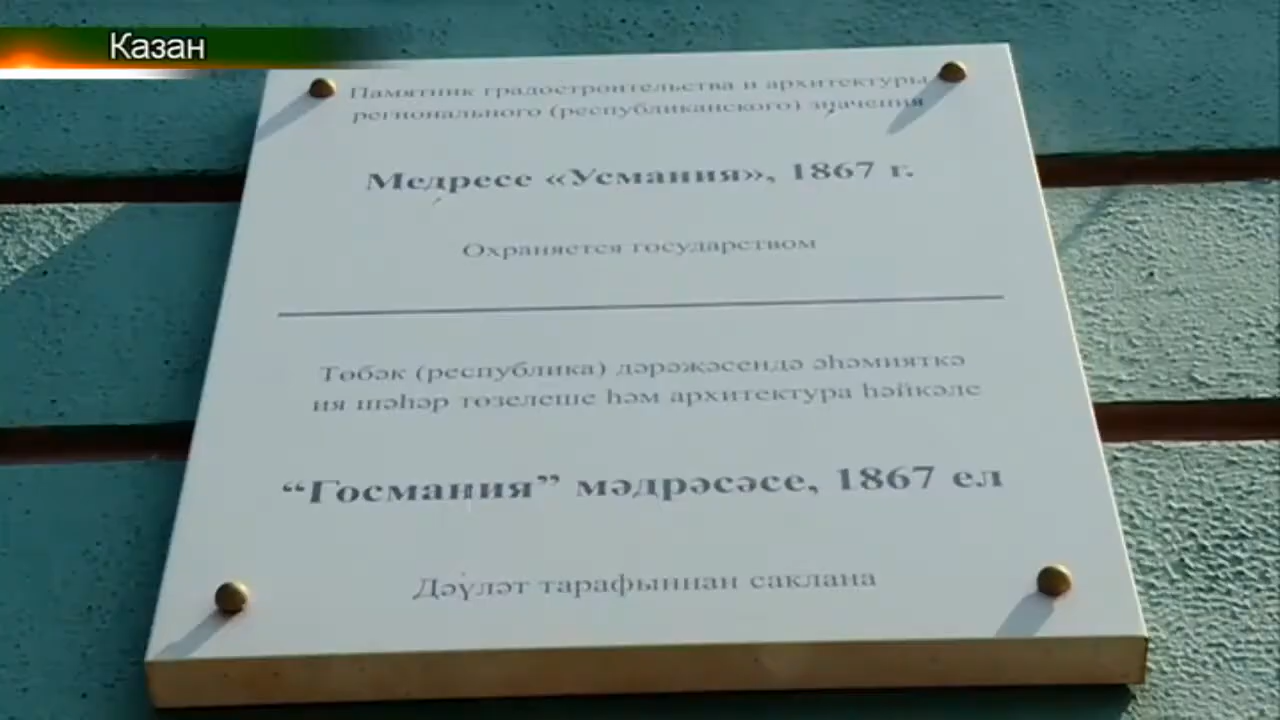 Казан
Памятник градостроительства и архитектуры
регионального (республиканского) значения
Медресе «Усмания», 1867 г.
Охраняется государством
Төбәк (республика) дәрәҗәсендә әһәмияткә
ия шәһәр төзелеше һәм архитектура һәйкәле
“Госмания” мәдрәсәсе, 1867 ел
Дәүләт тарафыннан саклана